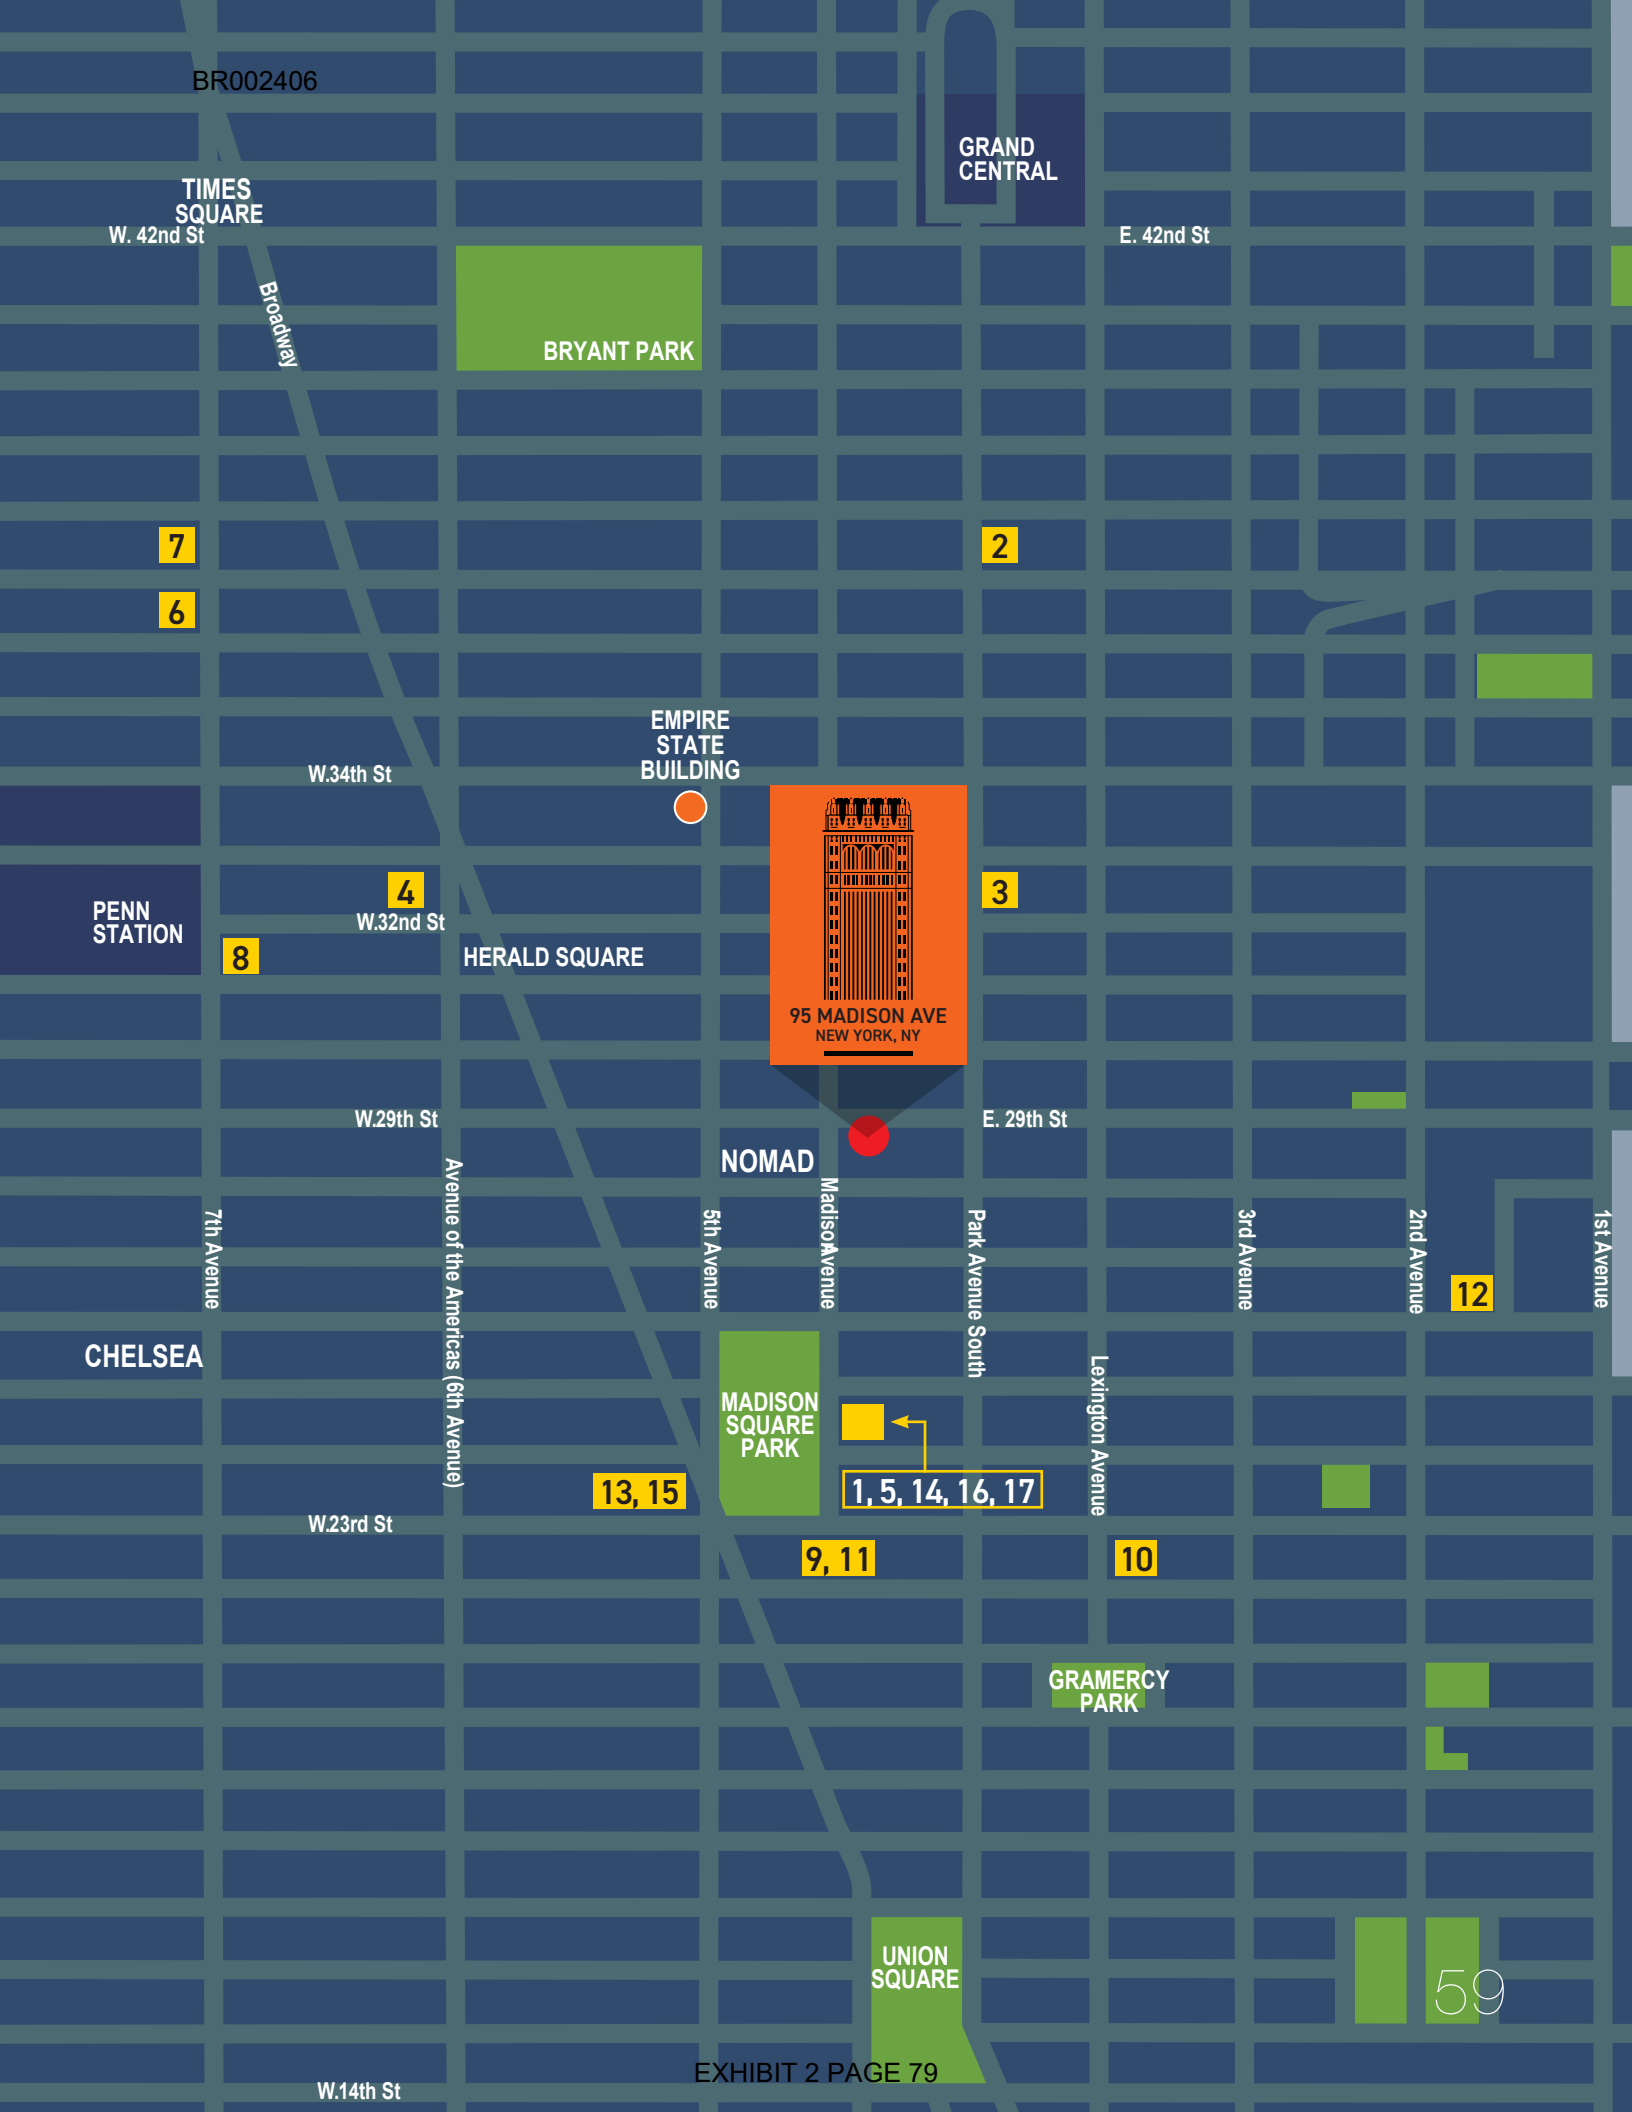 BR002406
GRAND
CENTRAL
TIMES
SQUARE
W. 42nd St
E. 42nd St
Broadway
BRYANT PARK
7
2
6
EMPIRE
STATE
BUILDING
W.34th St
4
3
PENN
STATION
W.32nd St
8
HERALD SQUARE
95 MADISON AVE
NEW YORK, NY
W.29th St
E. 29th St
NOMAD
7th Avenue
Avenue of the Americas (6th Avenue)
5th Avenue
Madison Avenue
Park Avenue South
3rd Aveune
2nd Avenue
1st Avenue
12
CHELSEA
Lexington Avenue
MADISON
SQUARE
PARK
13, 15
1, 5, 14, 16, 17
W.23rd St
9, 11
10
GRAMERCY
PARK
UNION
SQUARE
59
EXHIBIT 2 PAGE 79
W.14th St